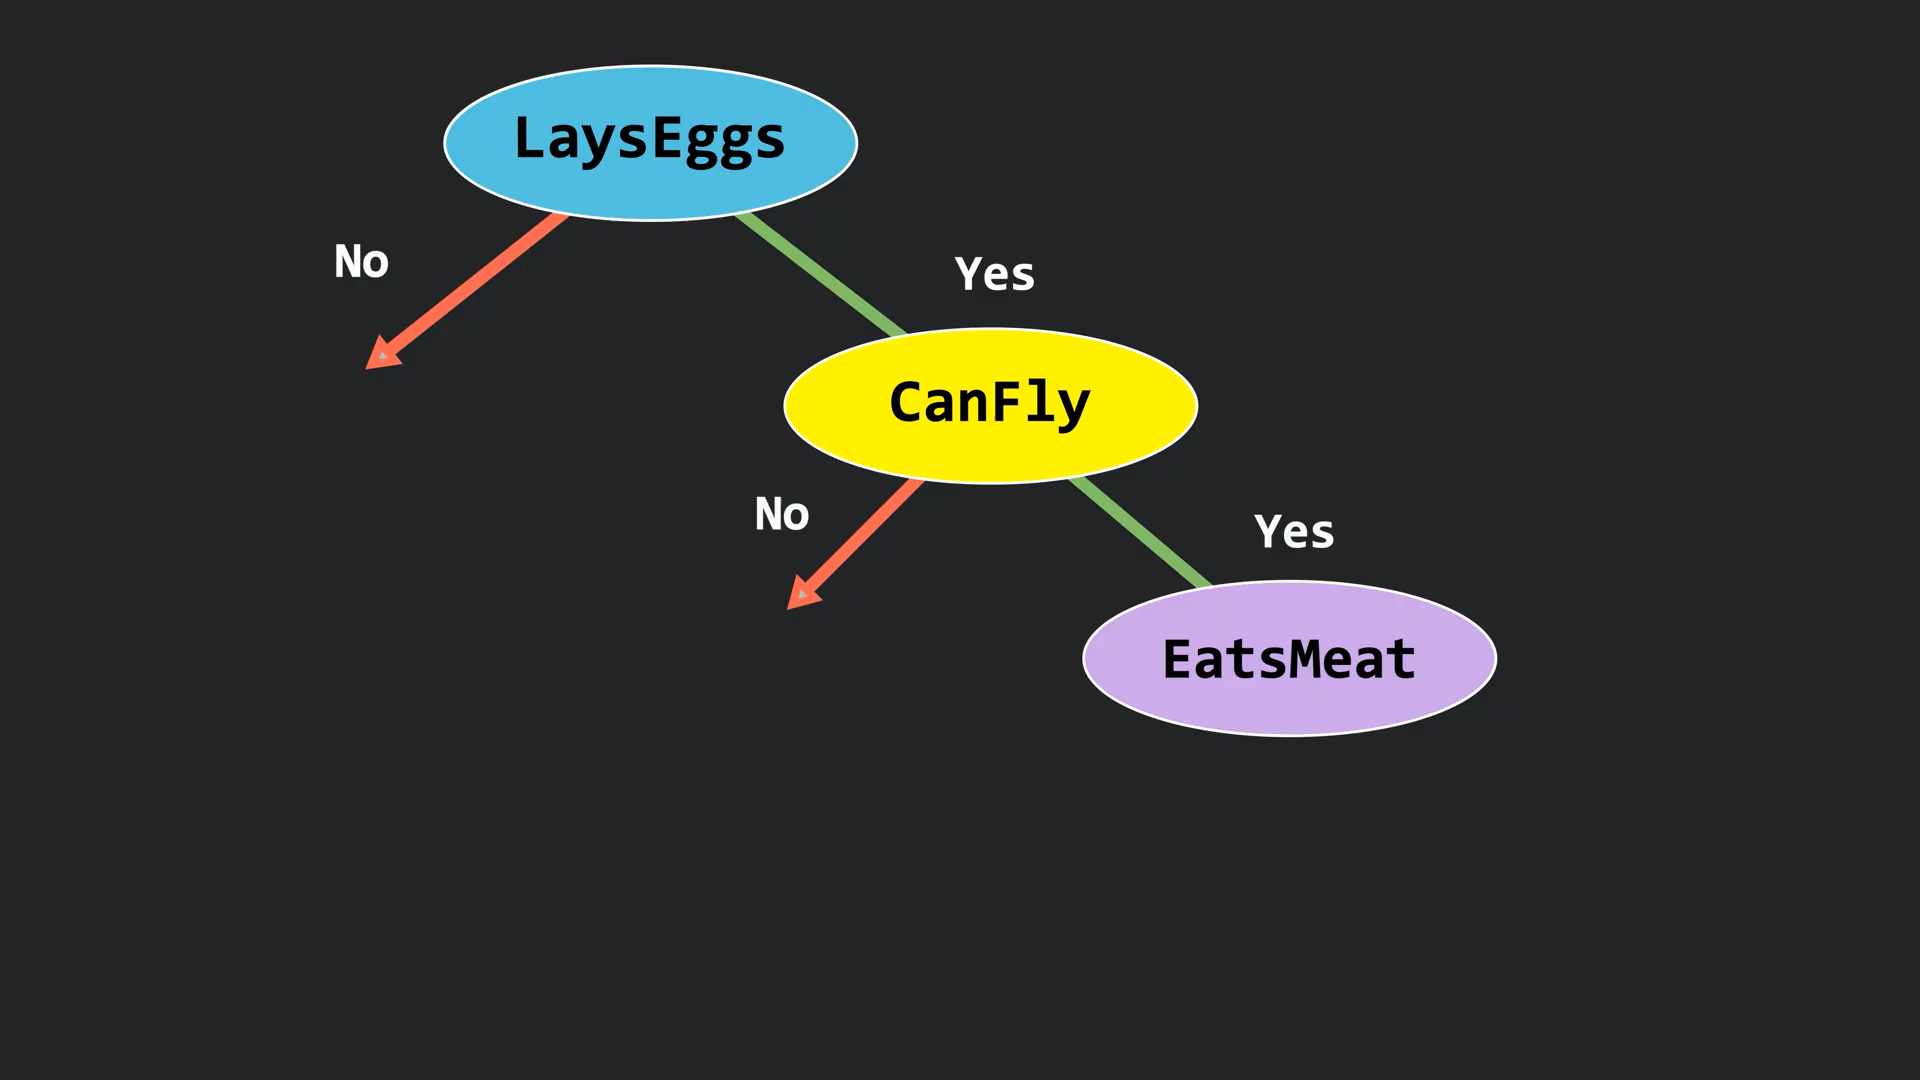 LaysEggs
No
Yes
CanFly
No
Yes
EatsMeat